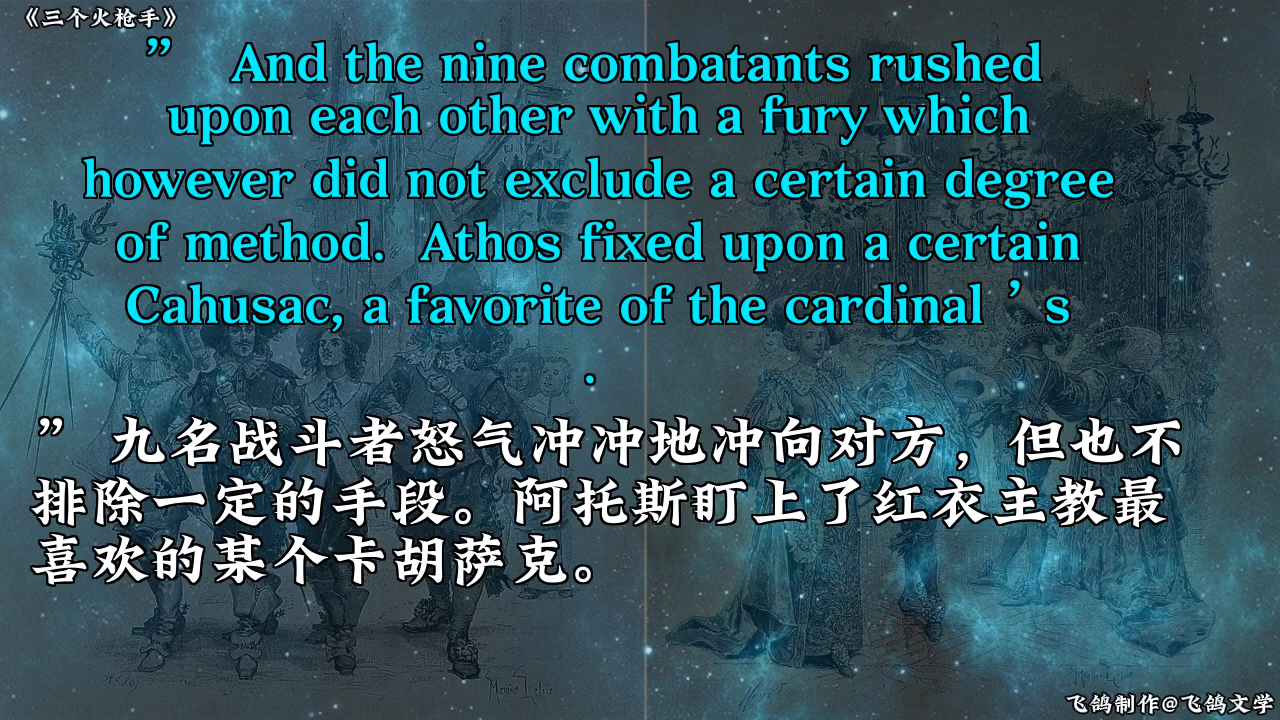 《三个火枪手》
” And the nine combatants rushed
upon each other with a fury which
however did not exclude a certain degree
of method. Athos fixed upon a certain
Cahusac, a favorite of the cardinal ’ s
.
” 九名战斗者怒气冲冲地冲向对方，但也不
排除一定的手段。阿托斯盯上了红衣主教最
喜欢的某个卡胡萨克。
飞鸽制作@飞鸽文学